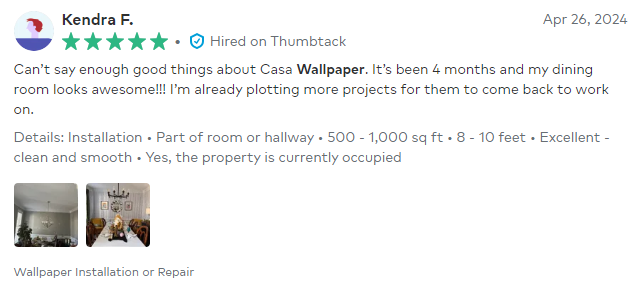 Kendra F.
Apr 26, 2024
• Hired on Thumbtack
Can’t say enough good things about Casa Wallpaper. It’s been 4 months and my dining
room looks awesome!!! I’m already plotting more projects for them to come back to work
on.
Details: Installation • Part of room or hallway • 500 - 1,000 sq ft • 8 - 10 feet • Excellent -
clean and smooth • Yes, the property is currently occupied
Wallpaper Installation or Repair